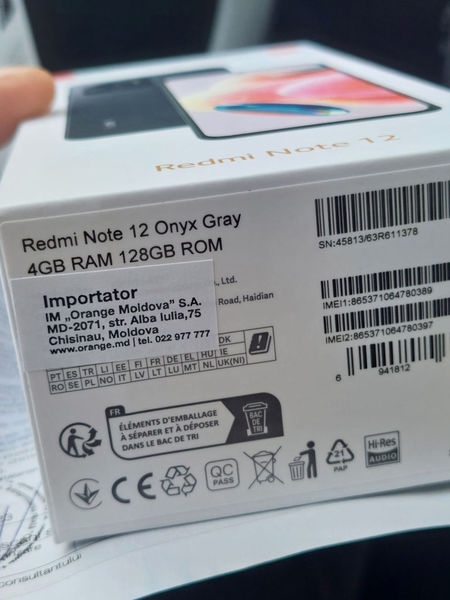 Redmi Note 12
Redmi Note 12 Onyx Gray
4GB RAM 128GB ROM
, Ltd.
Road, Haidian
Importator
IM „Orange Moldova” S.A.
MD-2071, str. Alba Iulia,75
Chisinau, Moldova
www.orange.md | tel. 022 977 777
SN:45813/63R611378
IMEI1:865371064780389
IMEI2:865371064780397
6 941812
DK
PT ES TR LI EE FI FR DE EL HU IE
RO SE PL NO IT LV LT LU MT NL UK(NI)
FR
ÉLÉMENTS D'EMBALLAGE
À SÉPARER ET À DÉPOSER
DANS LE BAC DE TRI
BAC
DE
TRI
CE
QC
PASS
21
PAP
Hi-Res
AUDIO
consultantului